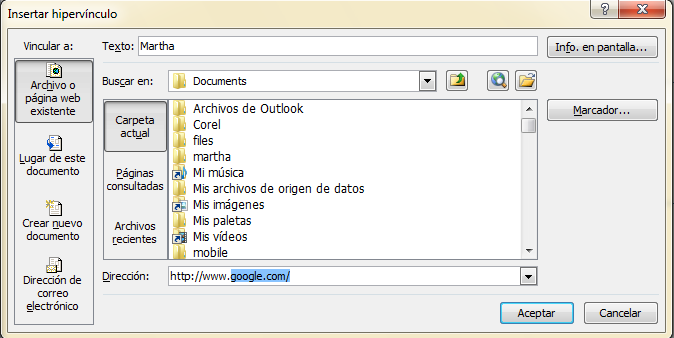 Insertar hipervínculo
Vincular a:
Texto: Martha
Info. en pantalla...
Archivo o
página web
existente
Lugar de este
documento
Crear nuevo
documento
Dirección de
correo
electrónico
Buscar en: Documents
Carpeta
actual
Páginas
consultadas
Archivos
recientes
Archivos de Outlook
Corel
files
martha
Mi música
Mis archivos de origen de datos
Mis imágenes
Mis paletas
Mis vídeos
mobile
Marcador...
Dirección: http://www.google.com/
Aceptar
Cancelar